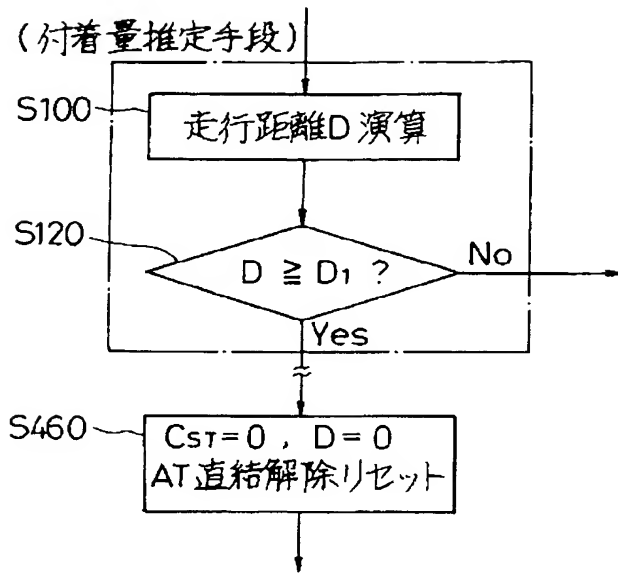 (付着量推定手段)
S100
走行距離D演算
S120
D ≧ D₁ ?
No
Yes
S460
CST=0 , D=0
AT直結解除リセット